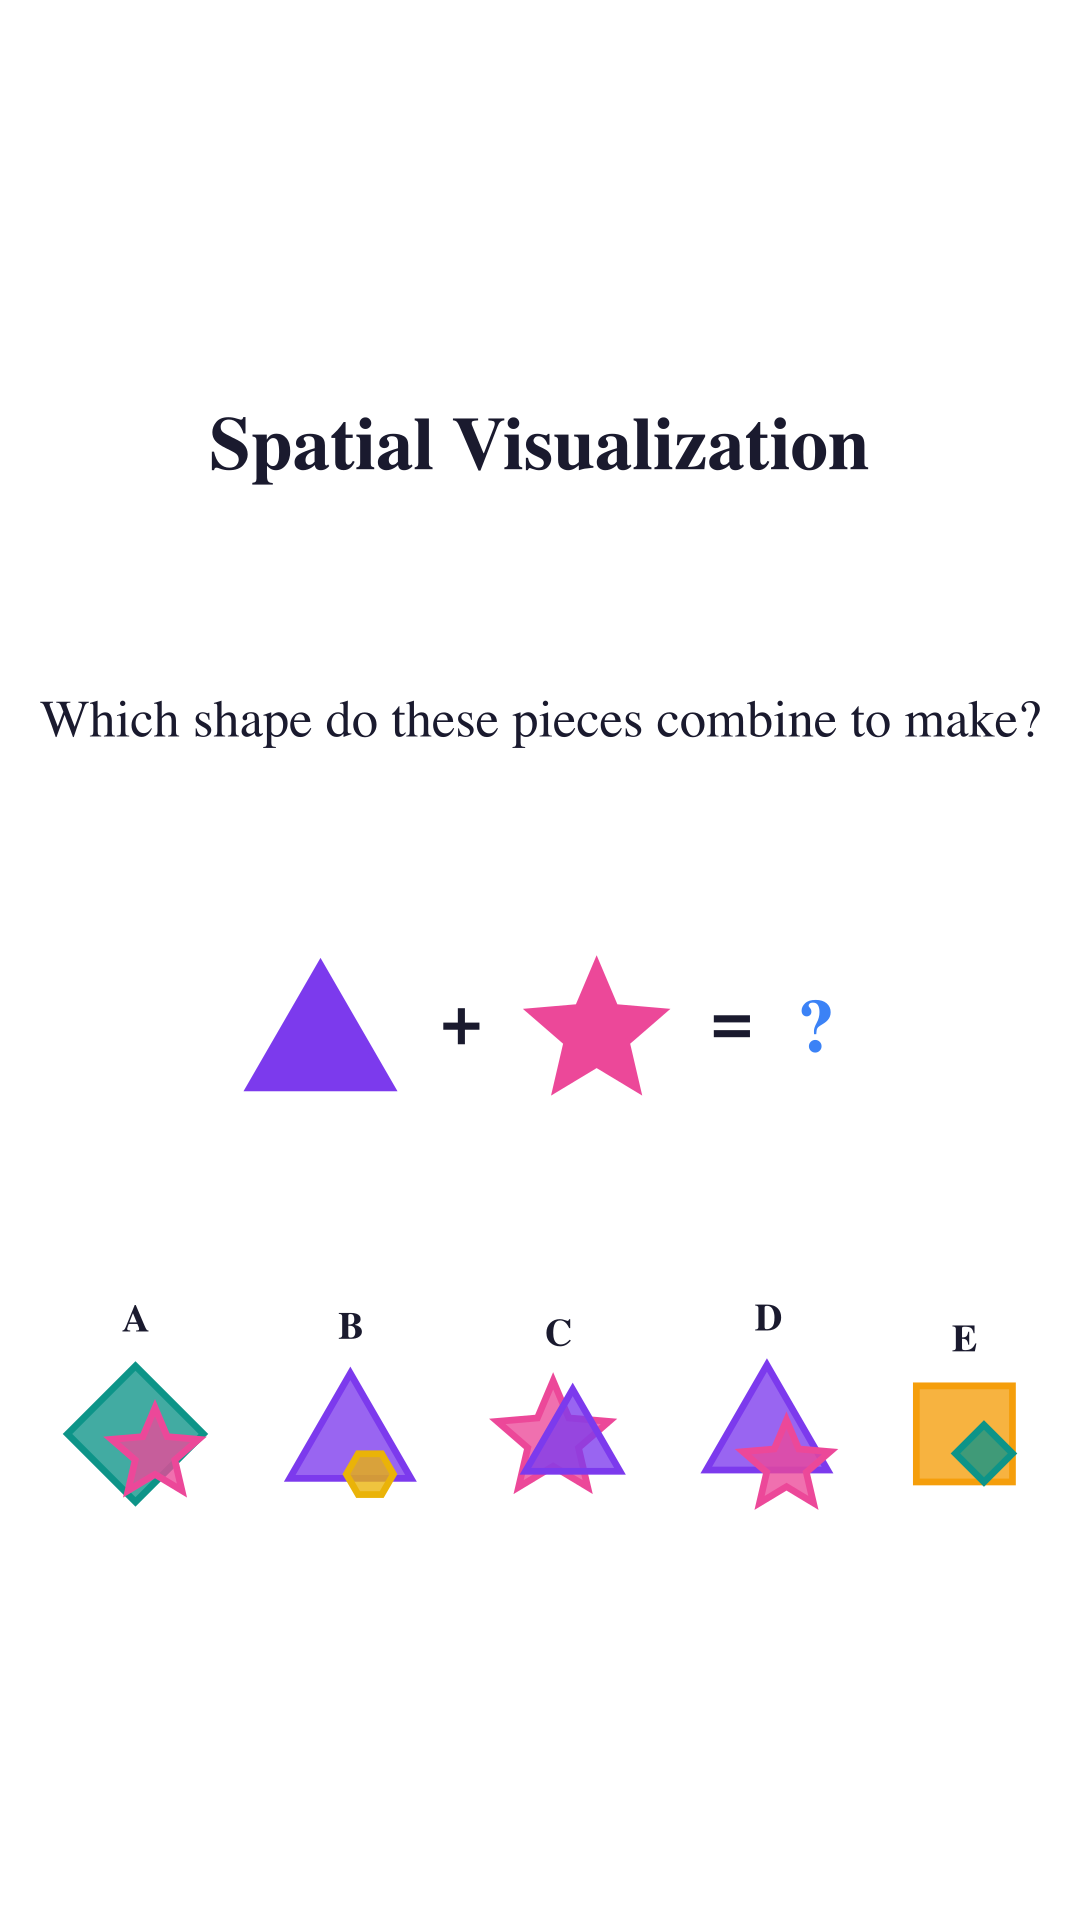 Spatial Visualization
Which shape do these pieces combine to make?
+ = ?
A B C D E